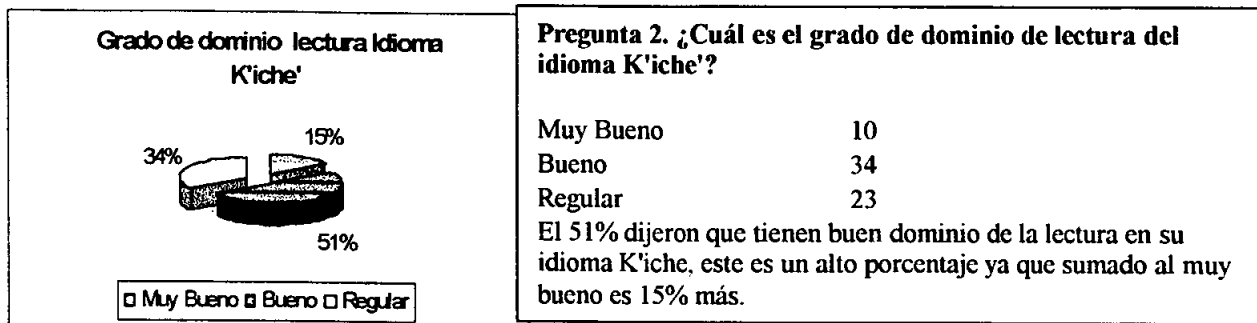 Grado de dominio lectura Idioma
K'iche'
15%
34%
51%
Muy Bueno Bueno Regular
Pregunta 2. ¿Cuál es el grado de dominio de lectura del
idioma K'iche'?
Muy Bueno 10
Bueno 34
Regular 23
El 51% dijeron que tienen buen dominio de la lectura en su
idioma K'iche, este es un alto porcentaje ya que sumado al muy
bueno es 15% más.